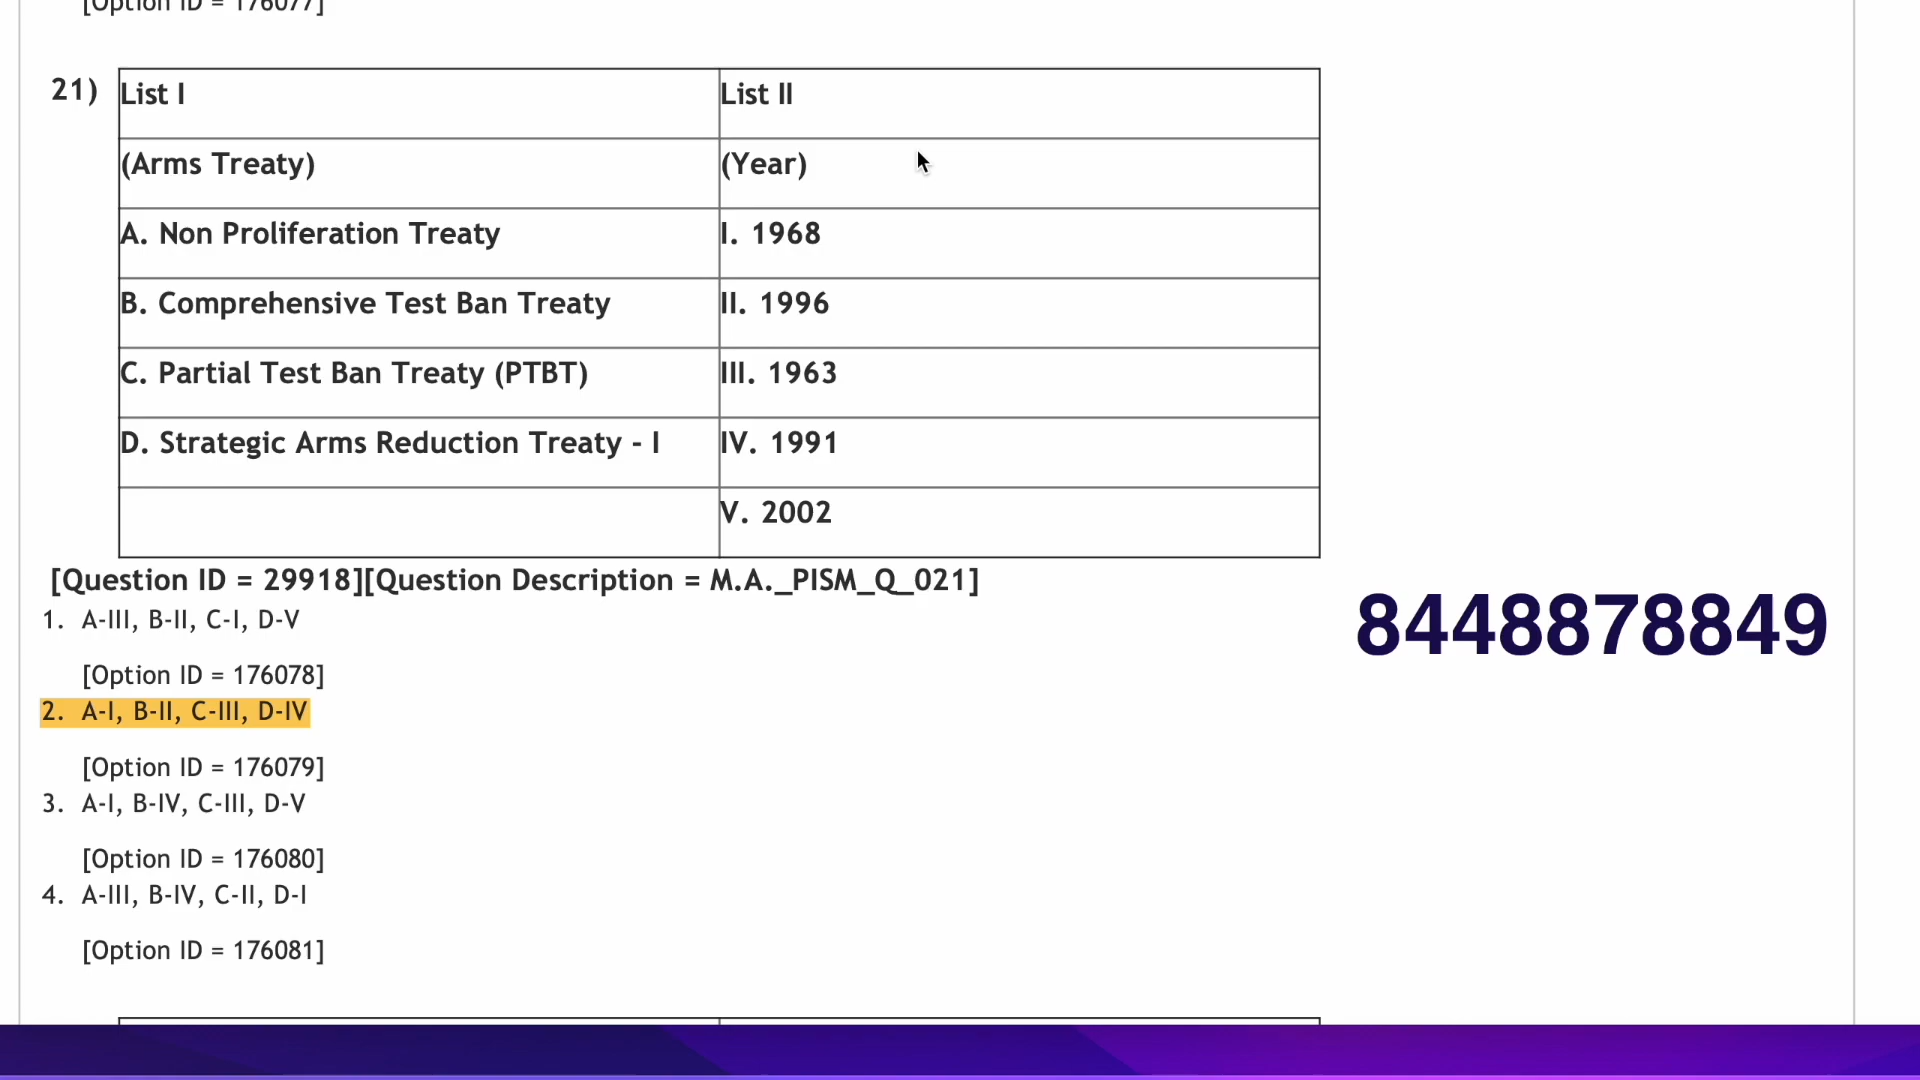 [Option ID = 176077]
21)
List I
List II
(Arms Treaty)
(Year)
A. Non Proliferation Treaty
I. 1968
B. Comprehensive Test Ban Treaty
II. 1996
C. Partial Test Ban Treaty (PTBT)
III. 1963
D. Strategic Arms Reduction Treaty - I
IV. 1991
V. 2002
[Question ID = 29918][Question Description = M.A._PISM_Q_021]
1. A-III, B-II, C-I, D-V
[Option ID = 176078]
2. A-I, B-II, C-III, D-IV
[Option ID = 176079]
3. A-I, B-IV, C-III, D-V
[Option ID = 176080]
4. A-III, B-IV, C-II, D-I
[Option ID = 176081]
8448878849